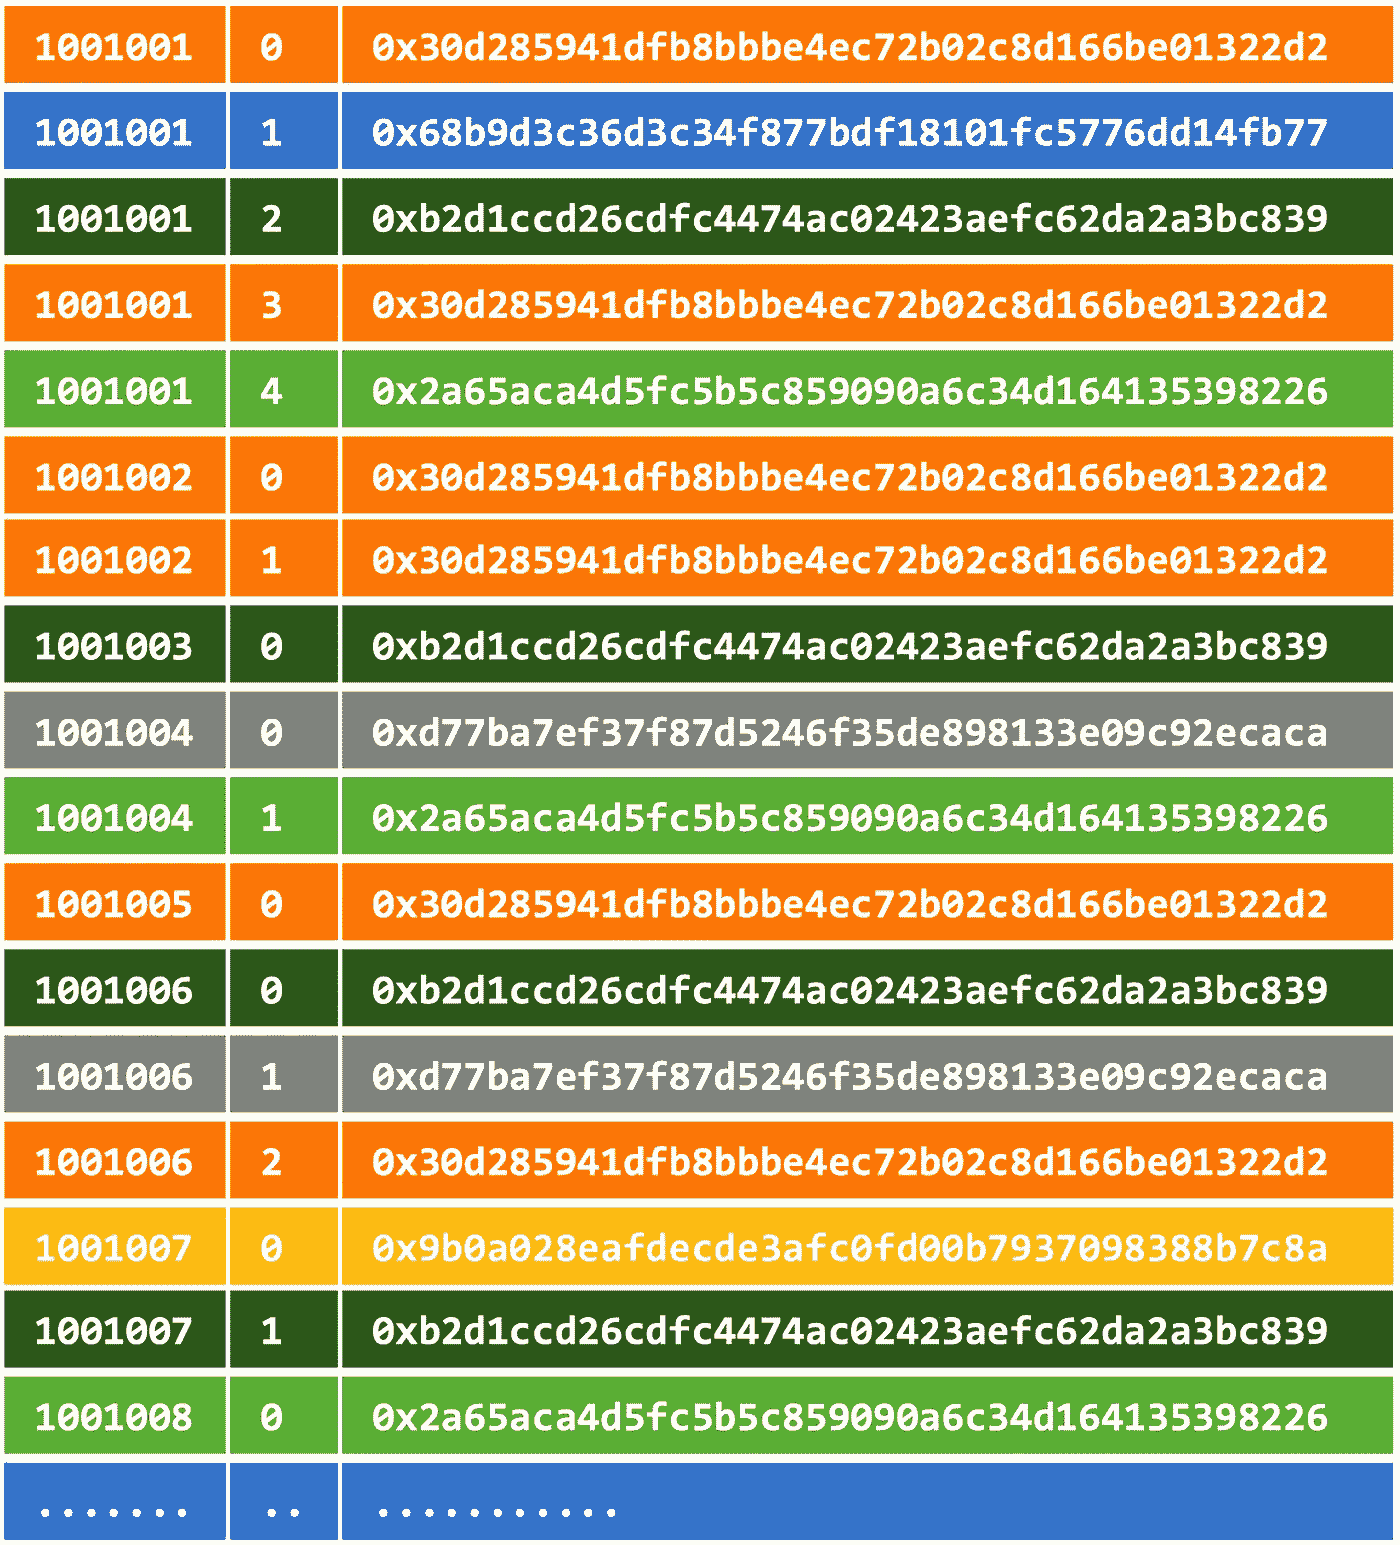 1001001 0 0x30d285941dfb8bbbe4ec72b02c8d166be01322d2
1001001 1 0x68b9d3c36d3c34f877bdf18101fc5776dd14fb77
1001001 2 0xb2d1ccd26cdfc4474ac02423aefc62da2a3bc839
1001001 3 0x30d285941dfb8bbbe4ec72b02c8d166be01322d2
1001001 4 0x2a65aca4d5fc5b5c859090a6c34d164135398226
1001002 0 0x30d285941dfb8bbbe4ec72b02c8d166be01322d2
1001002 1 0x30d285941dfb8bbbe4ec72b02c8d166be01322d2
1001003 0 0xb2d1ccd26cdfc4474ac02423aefc62da2a3bc839
1001004 0 0xd77ba7ef37f87d5246f35de898133e09c92ecaca
1001004 1 0x2a65aca4d5fc5b5c859090a6c34d164135398226
1001005 0 0x30d285941dfb8bbbe4ec72b02c8d166be01322d2
1001006 0 0xb2d1ccd26cdfc4474ac02423aefc62da2a3bc839
1001006 1 0xd77ba7ef37f87d5246f35de898133e09c92ecaca
1001006 2 0x30d285941dfb8bbbe4ec72b02c8d166be01322d2
1001007 0 0x9b0a028eafdecde3afc0fd00b7937098388b7c8a
1001007 1 0xb2d1ccd26cdfc4474ac02423aefc62da2a3bc839
1001008 0 0x2a65aca4d5fc5b5c859090a6c34d164135398226
....... .. ...........